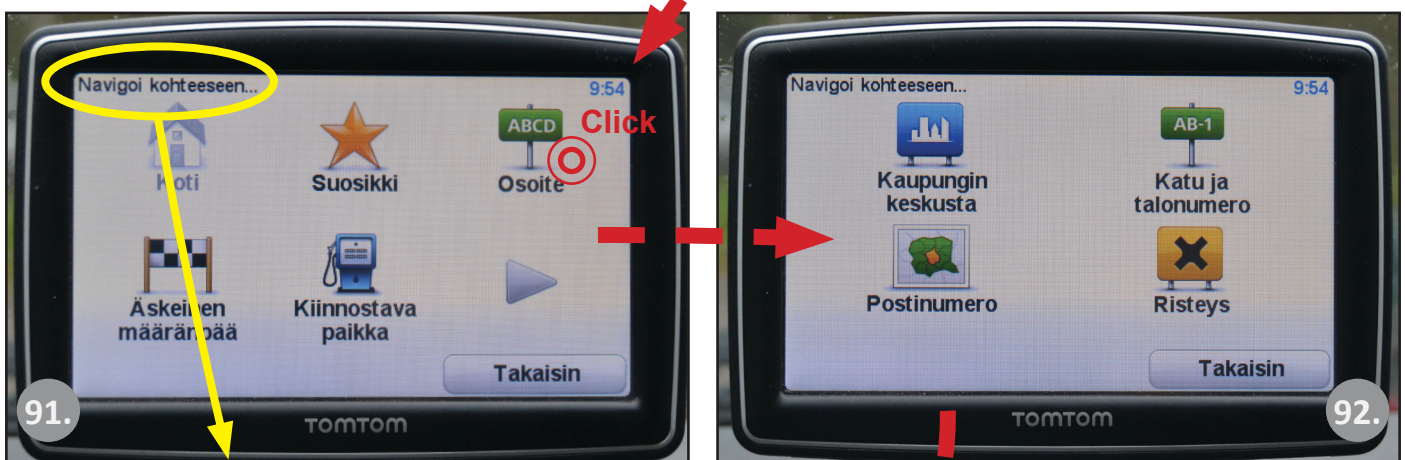 Navigoi kohteeseen...
9:54
ABCD
Click
Koti
Suosikki
Osoite
Äskeinen
määränpää
Kiinnostava
paikka
Takaisin
91.
TOMTOM
Navigoi kohteeseen...
9:54
AB-1
Kaupungin
keskusta
Katu ja
talonumero
Postinumero
Risteys
Takaisin
TOMTOM
92.